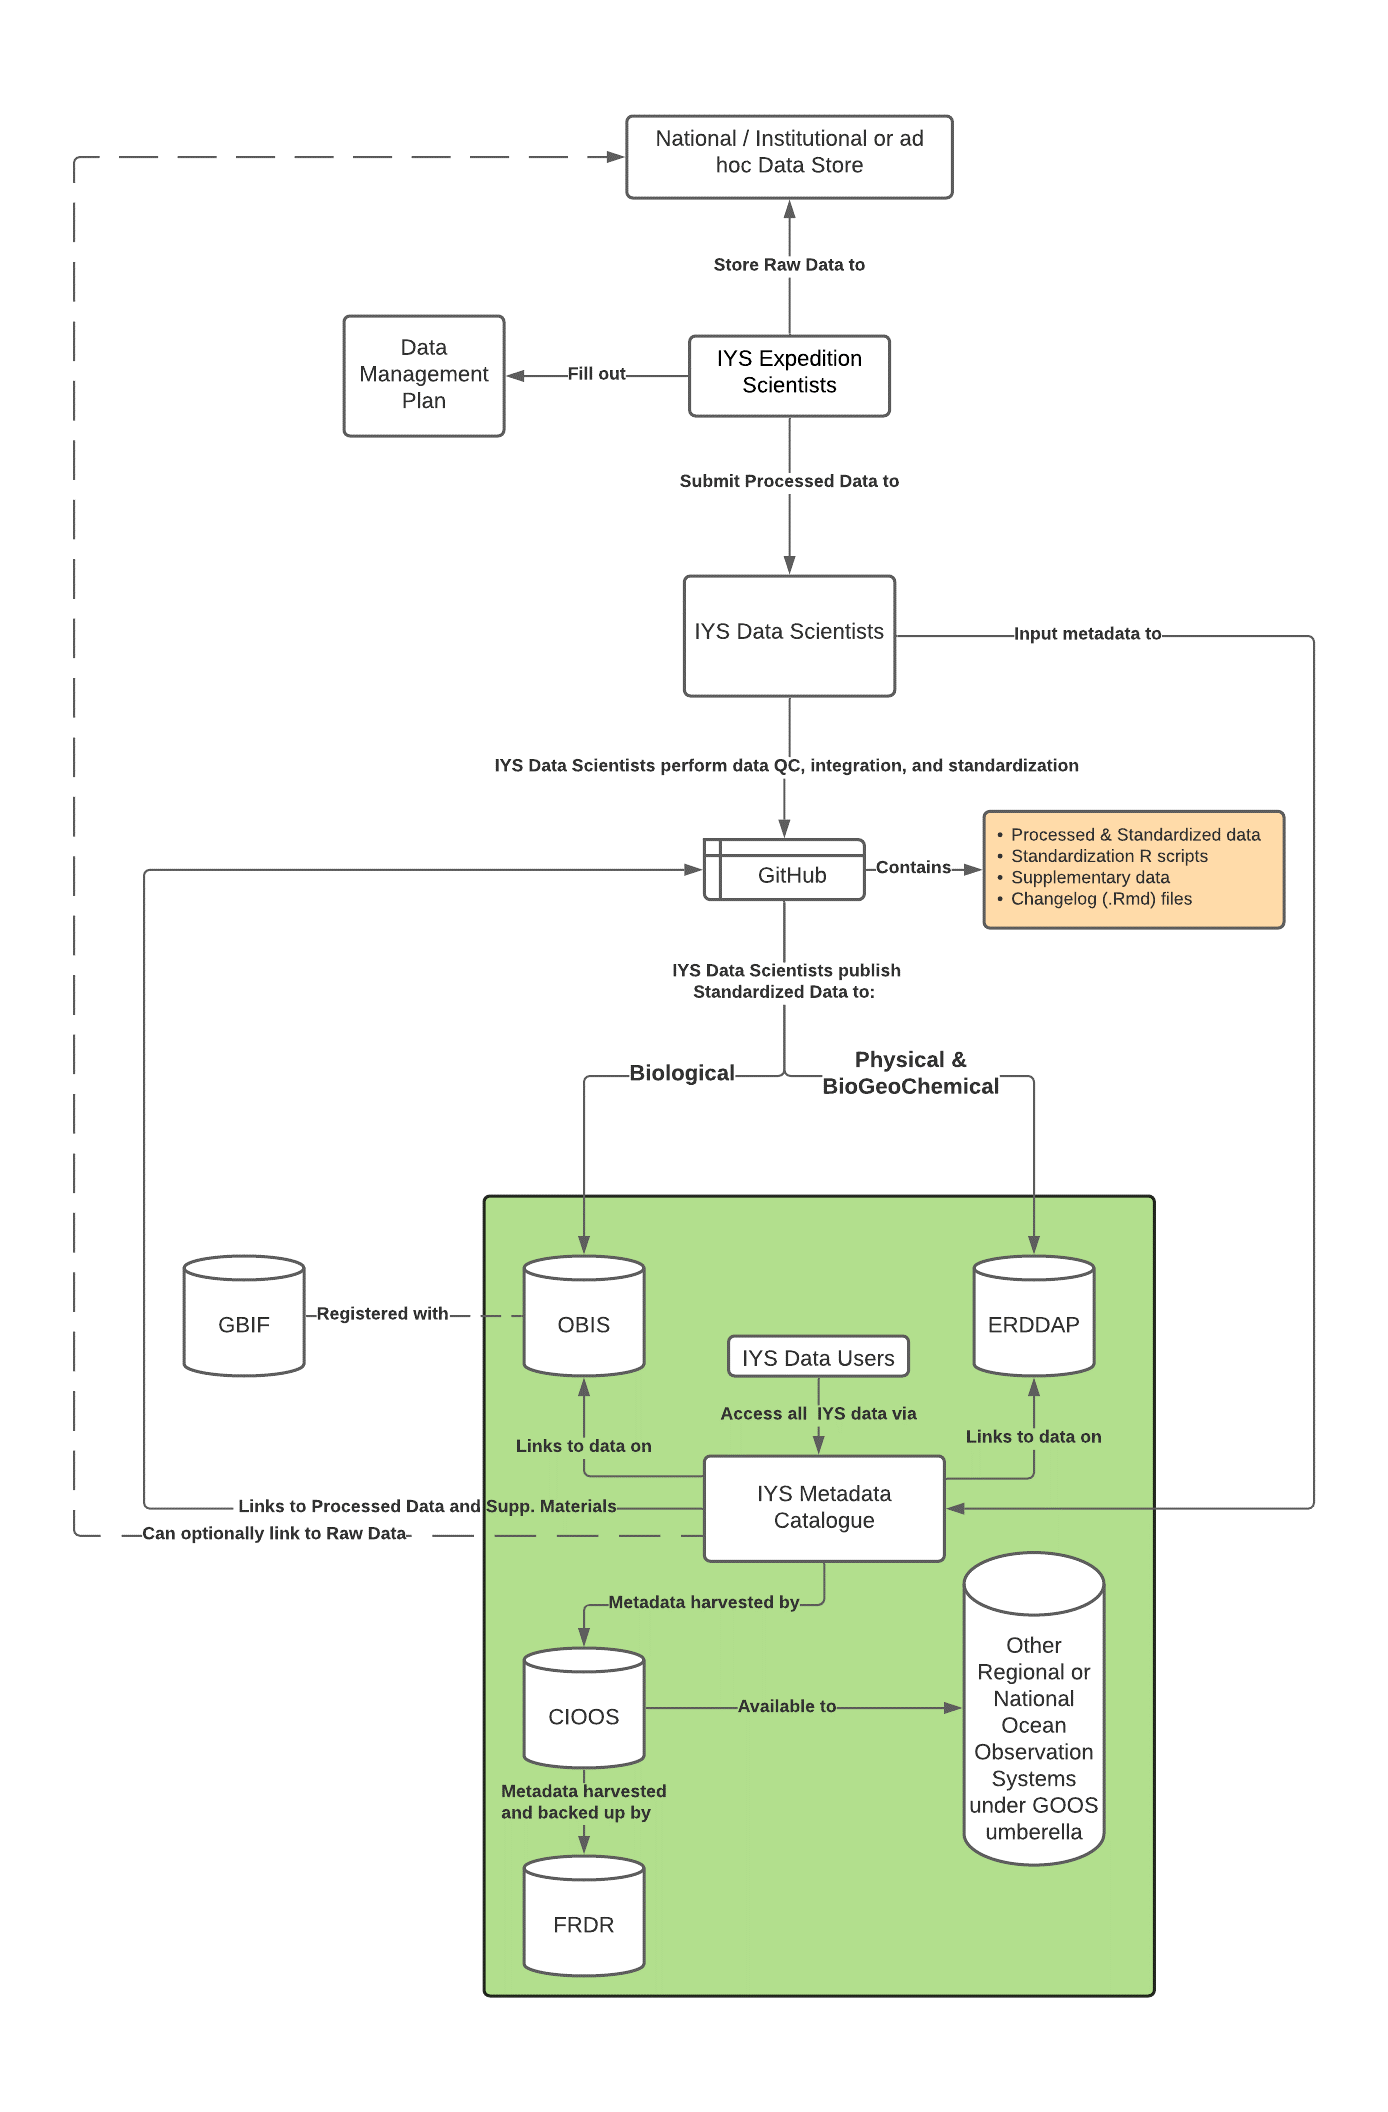 National / Institutional or ad
hoc Data Store
Store Raw Data to
Data
Management
Plan
Fill out
IYS Expedition
Scientists
Submit Processed Data to
IYS Data Scientists
Input metadata to
IYS Data Scientists perform data QC, integration, and standardization
GitHub
Contains
• Processed & Standardized data
• Standardization R scripts
• Supplementary data
• Changelog (.Rmd) files
IYS Data Scientists publish
Standardized Data to:
Biological
Physical &
BioGeoChemical
GBIF
Registered with
OBIS
ERDDAP
IYS Data Users
Access all  IYS data via
Links to data on
Links to data on
IYS Metadata
Catalogue
Links to Processed Data and Supp. Materials
Can optionally link to Raw Data
Metadata harvested by
CIOOS
Available to
Other
Regional or
National
Ocean
Observation
Systems
under GOOS
umberella
Metadata harvested
and backed up by
FRDR